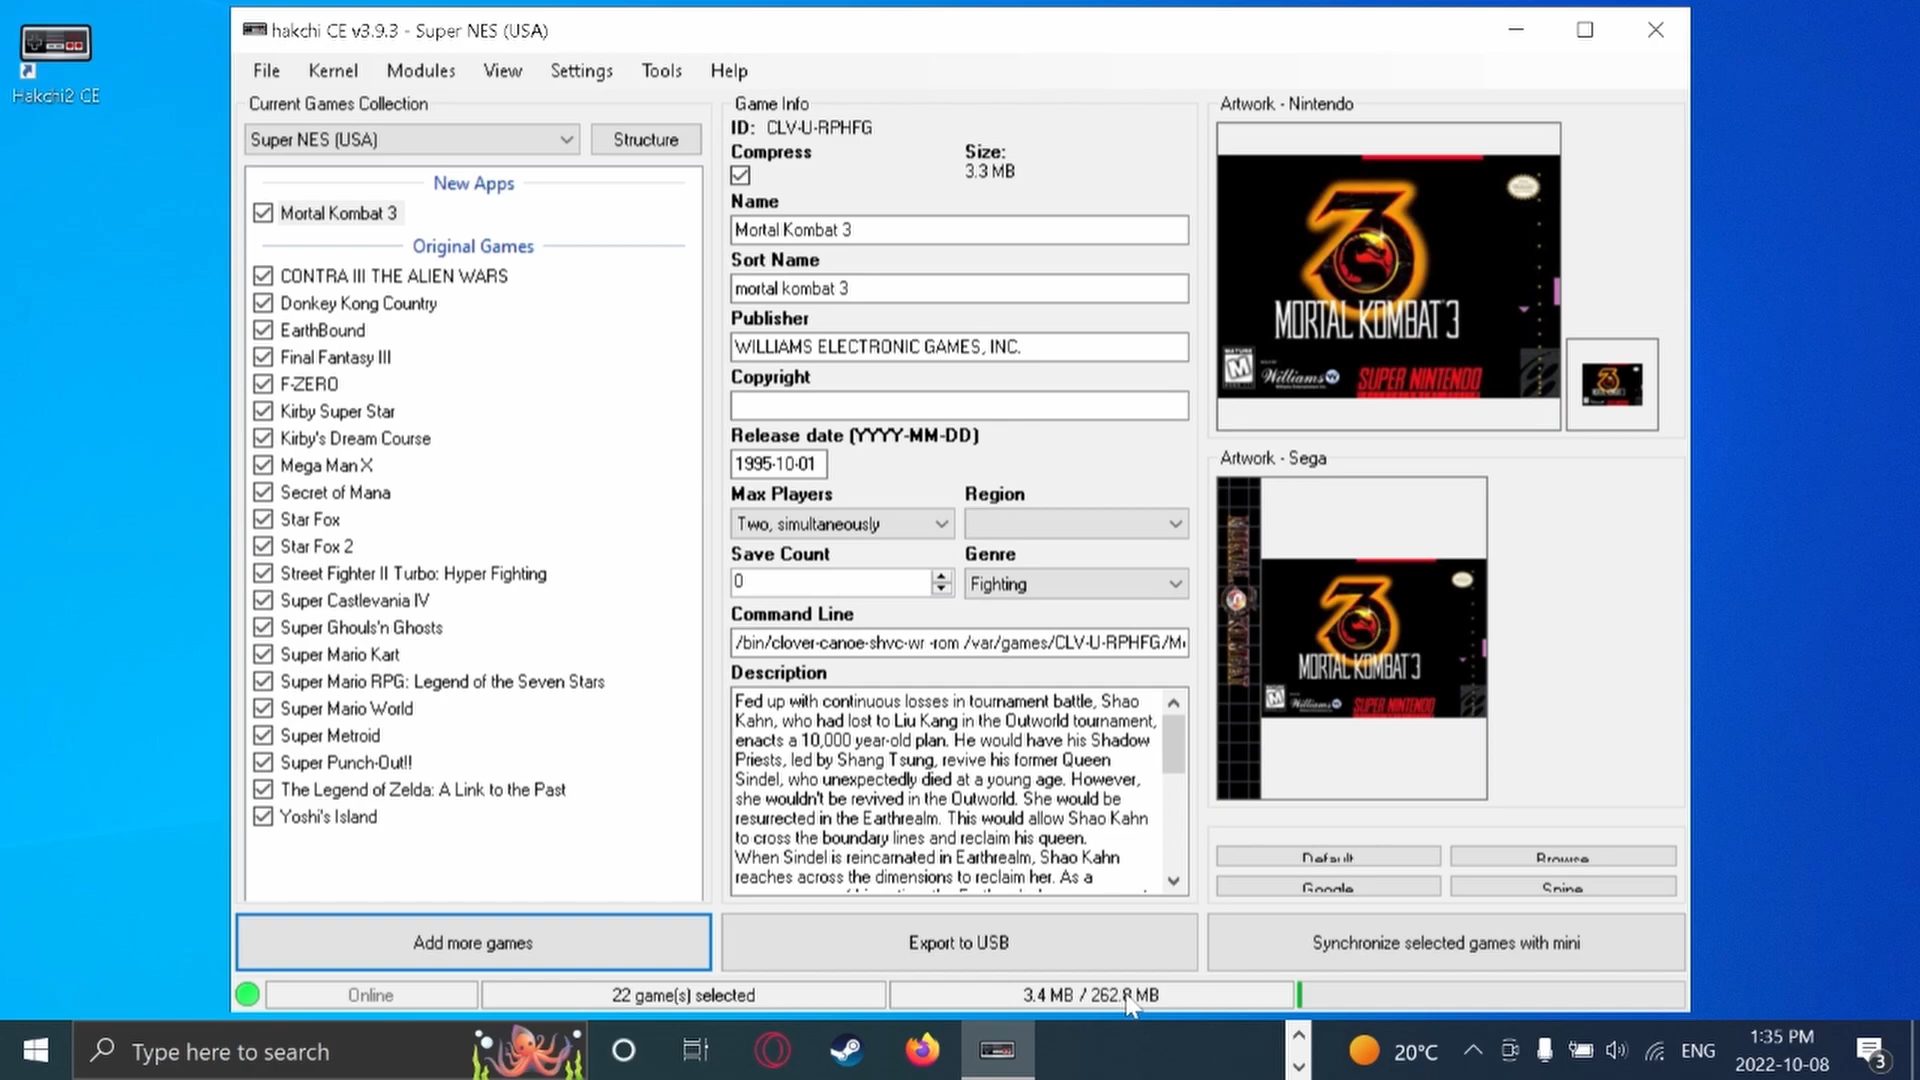 Hakchi2 CE
hakchi CE v3.9.3 - Super NES (USA)
File Kernel Modules View Settings Tools Help
Current Games Collection
Super NES (USA)
Structure
New Apps
Mortal Kombat 3
Original Games
CONTRA III THE ALIEN WARS
Donkey Kong Country
EarthBound
Final Fantasy III
F-ZERO
Kirby Super Star
Kirby's Dream Course
Mega Man X
Secret of Mana
Star Fox
Star Fox 2
Street Fighter II Turbo: Hyper Fighting
Super Castlevania IV
Super Ghouls'n Ghosts
Super Mario Kart
Super Mario RPG: Legend of the Seven Stars
Super Mario World
Super Metroid
Super Punch-Out!!
The Legend of Zelda: A Link to the Past
Yoshi's Island
Add more games
Game Info
ID: CLV-U-RPHFG
Compress
Size:
3.3 MB
Name
Mortal Kombat 3
Sort Name
mortal kombat 3
Publisher
WILLIAMS ELECTRONIC GAMES, INC.
Copyright
Release date (YYYY-MM-DD)
1995-10-01
Max Players
Region
Two, simultaneously
Save Count
Genre
0
Fighting
Command Line
/bin/clover-canoe-shvc-wr -rom /var/games/CLV-U-RPHFG/M
Description
Fed up with continuous losses in tournament battle, Shao
Kahn, who had lost to Liu Kang in the Outworld tournament,
enacts a 10,000 year-old plan. He would have his Shadow
Priests, led by Shang Tsung, revive his former Queen
Sindel, who unexpectedly died at a young age. However,
she wouldn't be revived in the Outworld. She would be
resurrected in the Earthrealm. This would allow Shao Kahn
to cross the boundary lines and reclaim his queen.
When Sindel is reincarnated in Earthrealm, Shao Kahn
reaches across the dimensions to reclaim her. As a
Export to USB
Artwork - Nintendo
3
MORTAL KOMBAT 3
MATURE
M
Williams
SUPER NINTENDO
Artwork - Sega
3
MORTAL KOMBAT 3
M
Williams
SUPER NINTENDO
Default
Browse
Google
Spine
Synchronize selected games with mini
Online
22 game(s) selected
3.4 MB / 262.8 MB
Type here to search
20°C
ENG
1:35 PM
2022-10-08
3